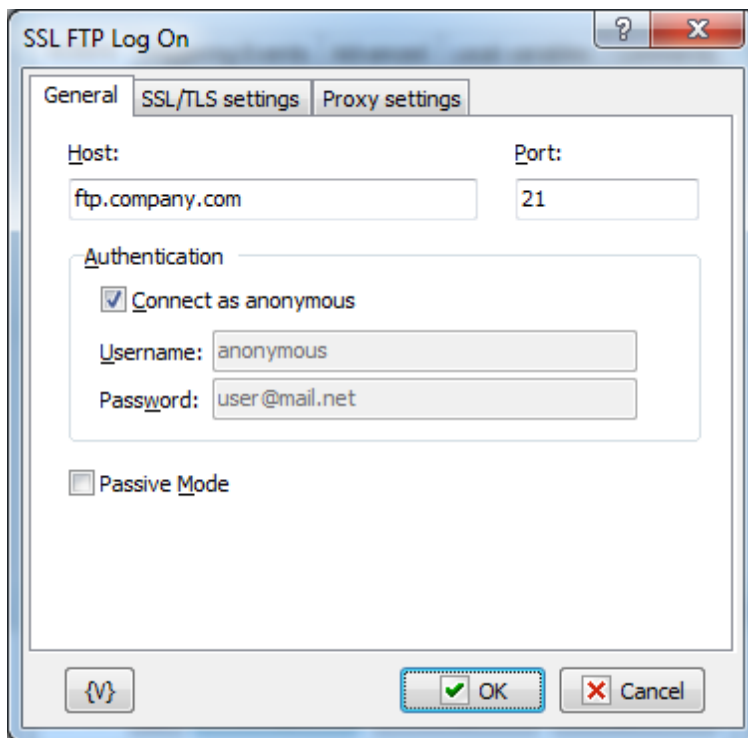 SSL FTP Log On
General SSL/TLS settings Proxy settings
Host: Port:
ftp.company.com 21
Authentication
Connect as anonymous
Username: anonymous
Password: user@mail.net
Passive Mode
{V} OK Cancel